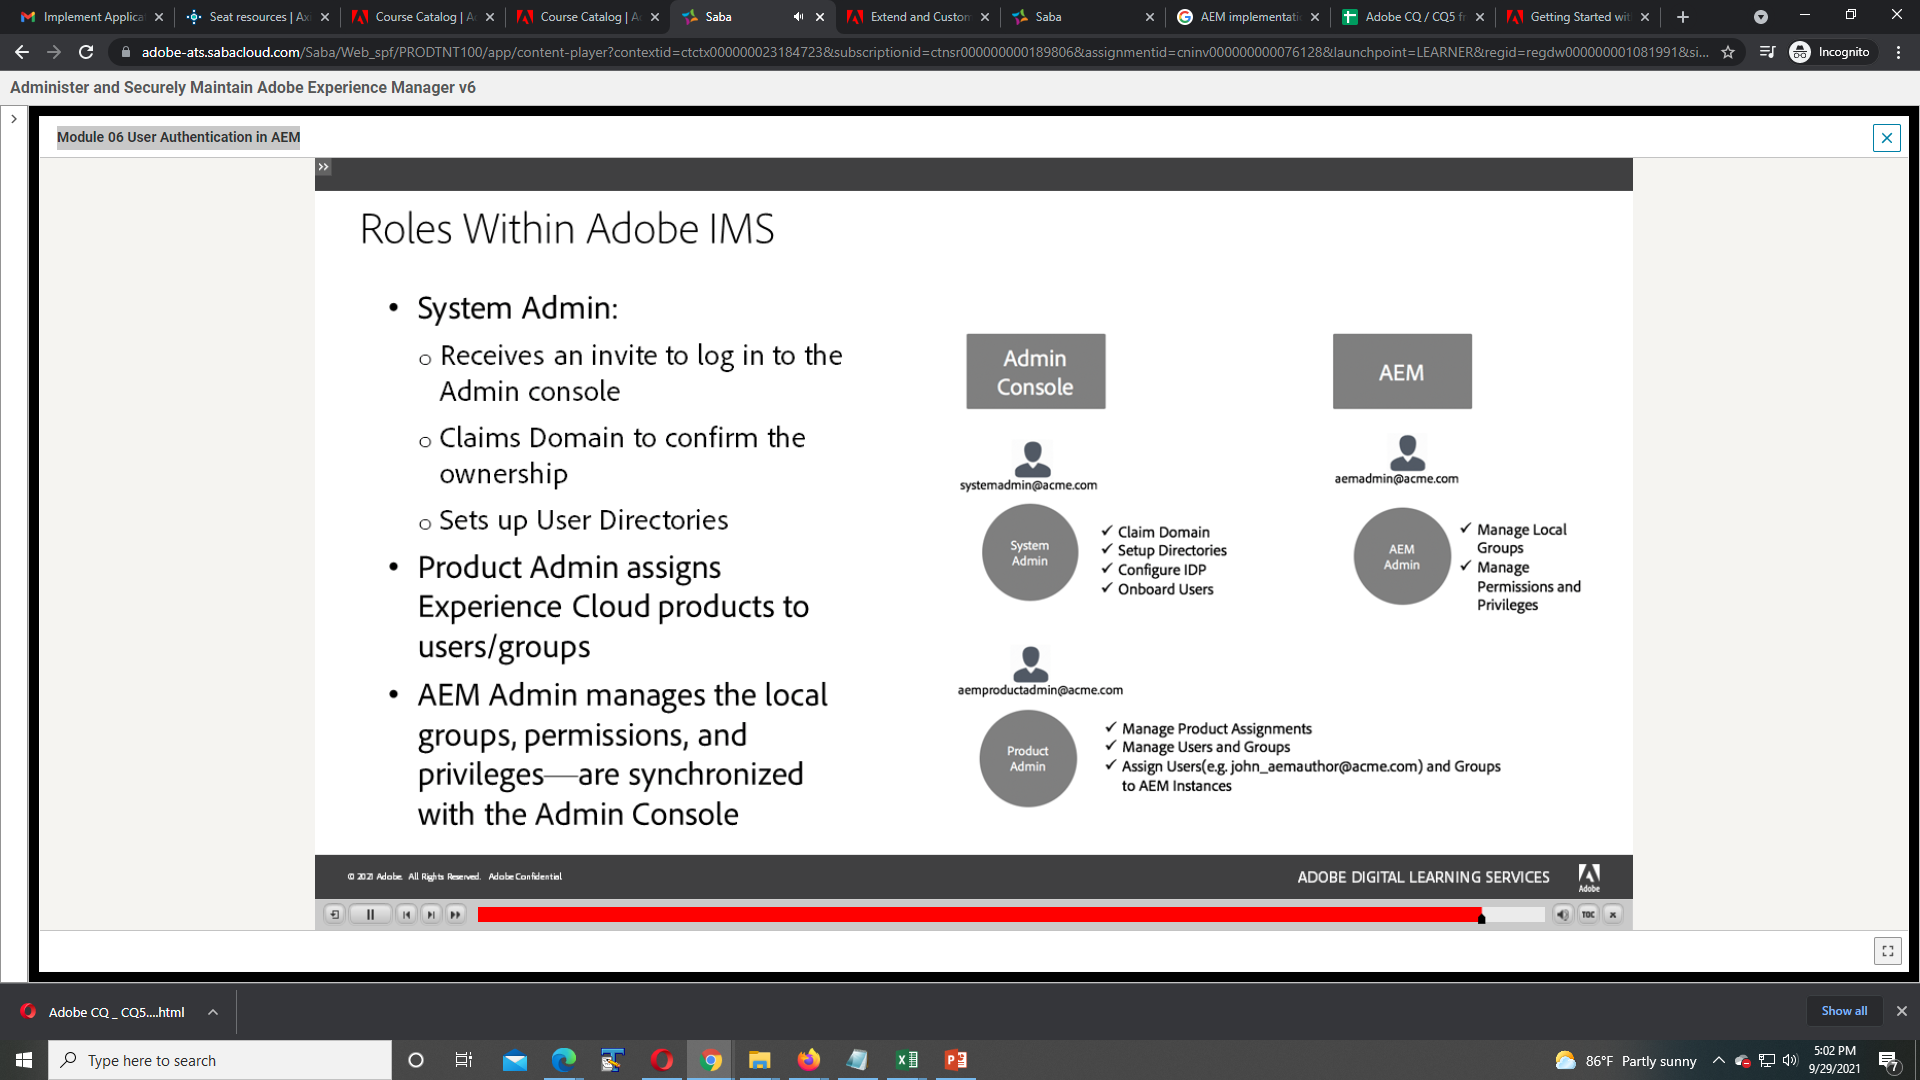 Implement Applica
Seat resources | Ax
Course Catalog | A
Course Catalog | A
Saba
Extend and Custom
Saba
AEM implementati
Adobe CQ / CQ5 fr
Getting Started wit
adobe-ats.sabacloud.com/Saba/Web_spf/PRODTNT100/app/content-player?contextid=ctctx000000023184723&subscriptionid=ctnsr000000000189806&assignmentid=cninv000000000076128&launchpoint=LEARNER&regid=regdw000000001081991&si...
Incognito
Administer and Securely Maintain Adobe Experience Manager v6
Module 06 User Authentication in AEM
Roles Within Adobe IMS
• System Admin:
o Receives an invite to log in to the
Admin console
o Claims Domain to confirm the
ownership
o Sets up User Directories
• Product Admin assigns
Experience Cloud products to
users/groups
• AEM Admin manages the local
groups, permissions, and
privileges—are synchronized
with the Admin Console
Admin
Console
systemadmin@acme.com
System
Admin
✓ Claim Domain
✓ Setup Directories
✓ Configure IDP
✓ Onboard Users
AEM
aemadmin@acme.com
AEM
Admin
✓ Manage Local
Groups
✓ Manage
Permissions and
Privileges
aemproductadmin@acme.com
Product
Admin
✓ Manage Product Assignments
✓ Manage Users and Groups
✓ Assign Users(e.g. john_aemauthor@acme.com) and Groups
to AEM Instances
© 2021 Adobe. All Rights Reserved. Adobe Confidential
ADOBE DIGITAL LEARNING SERVICES
Adobe
TOC
Adobe CQ _ CQ5....html
Show all
Type here to search
86°F Partly sunny
5:02 PM
9/29/2021
7